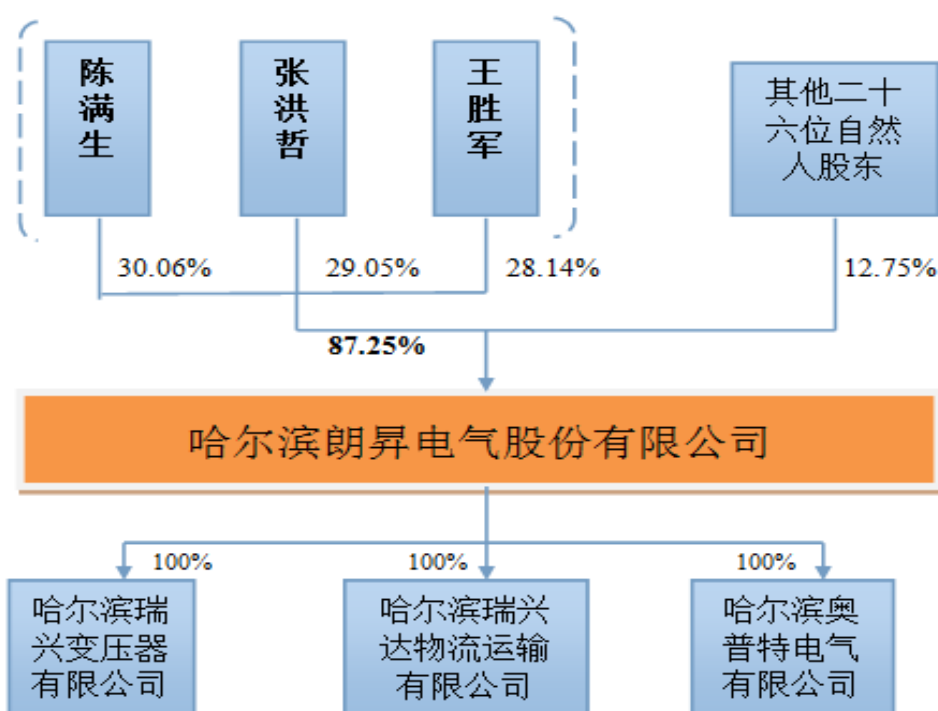 陈满生
张洪哲
王胜军
其他二十
六位自然
人股东
30.06%
29.05%
28.14%
12.75%
87.25%
哈尔滨朗昇电气股份有限公司
100%
100%
100%
哈尔滨瑞
兴变压器
有限公司
哈尔滨瑞兴
达物流运输
有限公司
哈尔滨奥
普特电气
有限公司